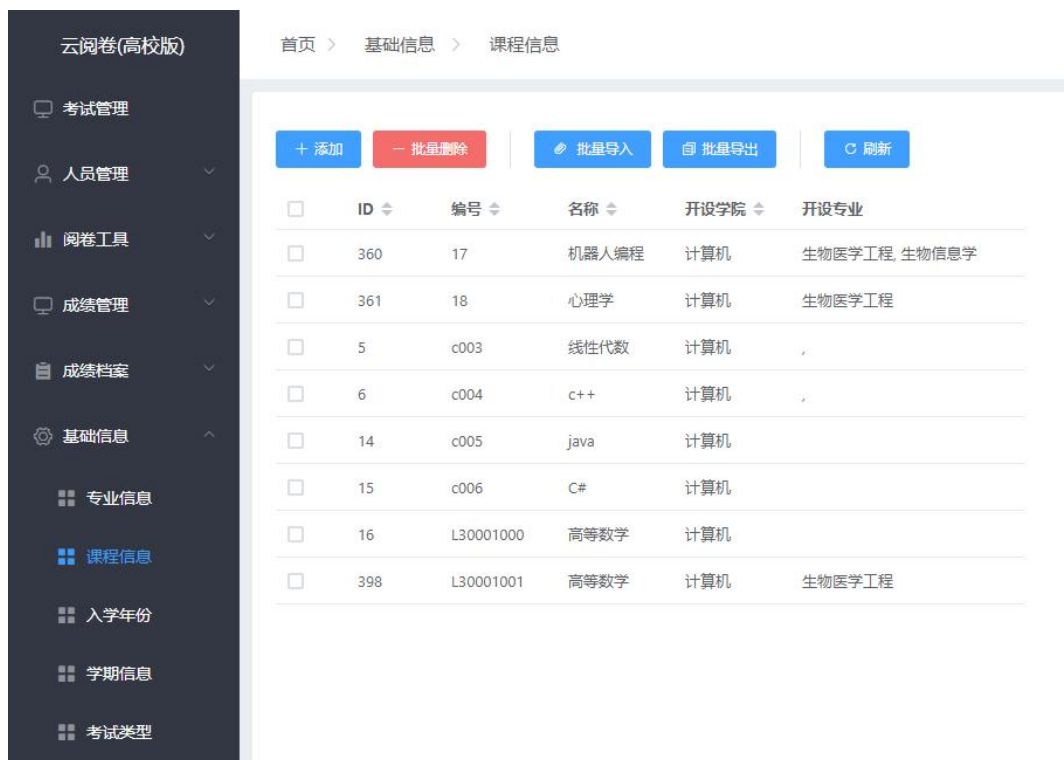 云阅卷(高校版)
首页 > 基础信息 > 课程信息
考试管理
人员管理
阅卷工具
成绩管理
成绩档案
基础信息
专业信息
课程信息
入学年份
学期信息
考试类型
+ 添加 − 批量删除 批量导入 批量导出 刷新
ID 编号 名称 开设学院 开设专业
360 17 机器人编程 计算机 生物医学工程, 生物信息学
361 18 心理学 计算机 生物医学工程
5 c003 线性代数 计算机 ,
6 c004 c++ 计算机 ,
14 c005 java 计算机
15 c006 C# 计算机
16 L30001000 高等数学 计算机
398 L30001001 高等数学 计算机 生物医学工程